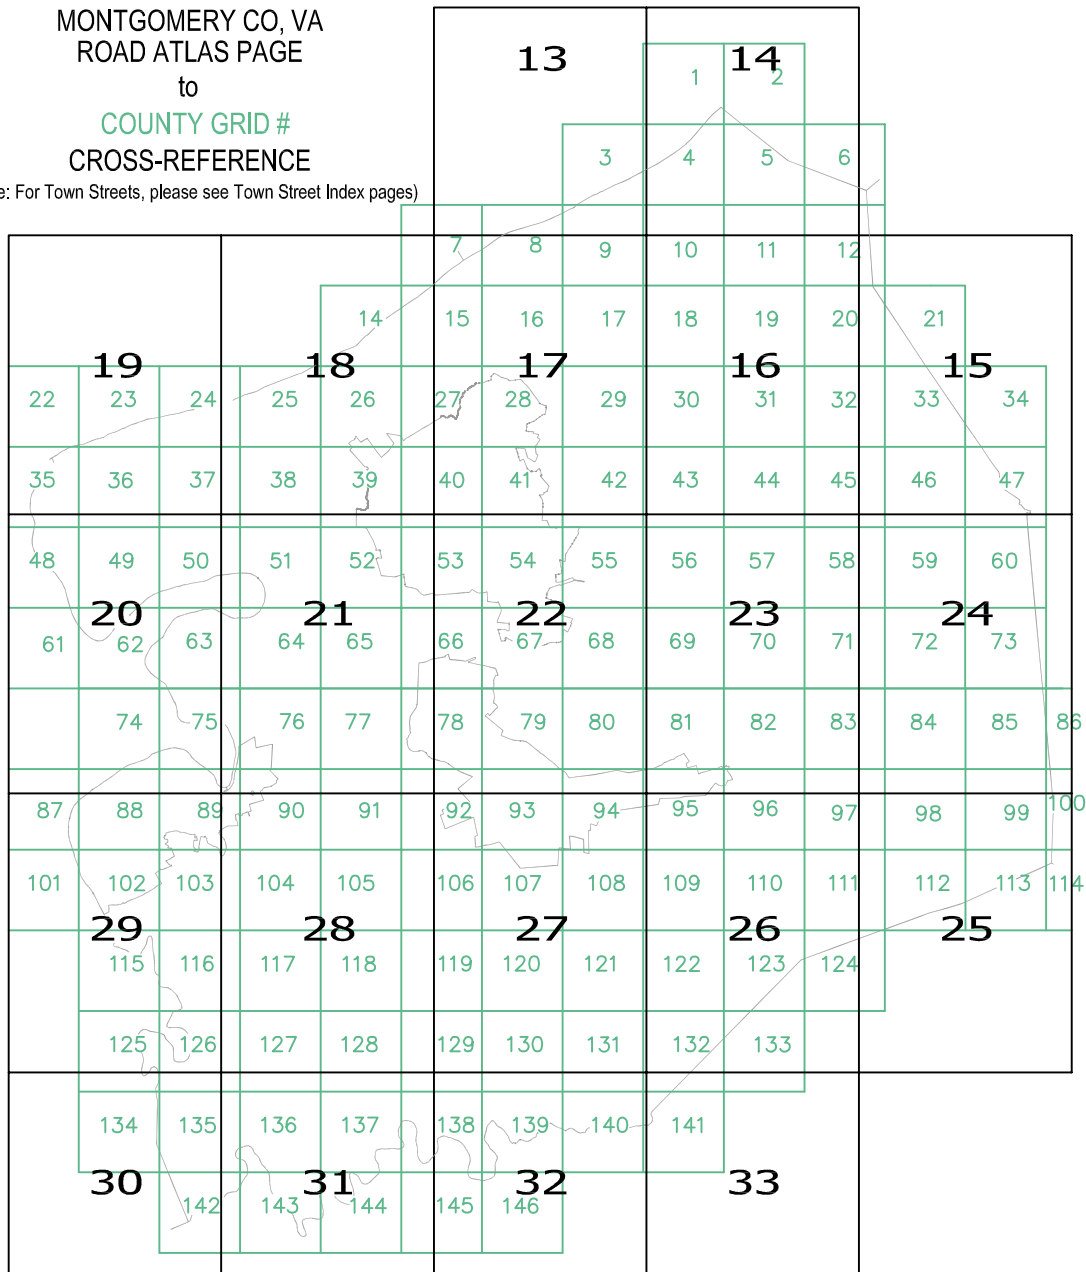 MONTGOMERY CO, VA
ROAD ATLAS PAGE
to
COUNTY GRID #
CROSS-REFERENCE
e: For Town Streets, please see Town Street Index pages)
13 14
1 2
3 4 5 6
7 8 9 10 11 12
14 15 16 17 18 19 20 21
19 18 17 16 15
22 23 24 25 26 27 28 29 30 31 32 33 34
35 36 37 38 39 40 41 42 43 44 45 46 47
48 49 50 51 52 53 54 55 56 57 58 59 60
20 21 22 23 24
61 62 63 64 65 66 67 68 69 70 71 72 73
74 75 76 77 78 79 80 81 82 83 84 85 86
87 88 89 90 91 92 93 94 95 96 97 98 99 100
101 102 103 104 105 106 107 108 109 110 111 112 113 114
29 28 27 26 25
115 116 117 118 119 120 121 122 123 124
125 126 127 128 129 130 131 132 133
134 135 136 137 138 139 140 141
30 31 32 33
142 143 144 145 146